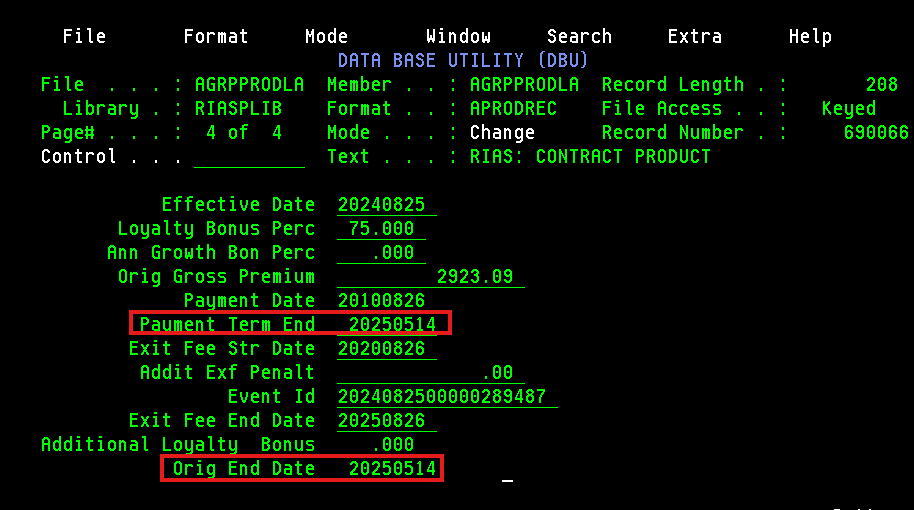 File Format Mode Window Search Extra Help
DATA BASE UTILITY (DBU)
File . . . : AGRPPRODLA Member . . : AGRPPRODLA Record Length . : 208
Library . : RIASPLIB Format . . : APRODREC File Access . . : Keyed
Page# . . . : 4 of 4 Mode . . . : Change Record Number . : 690066
Control . . . Text . . . : RIAS: CONTRACT PRODUCT
Effective Date 20240825
Loyalty Bonus Perc 75.000
Ann Growth Bon Perc .000
Orig Gross Premium 2923.09
Payment Date 20100826
Paument Term End 20250514
Exit Fee Str Date 20200826
Addit Exf Penalt .00
Event Id 2024082500000289487
Exit Fee End Date 20250826
Additional Loyalty Bonus .000
Orig End Date 20250514